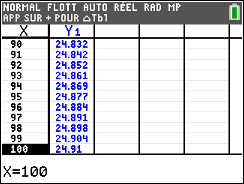 NORMAL FLOTT AUTO RÉEL RAD MP
APP SUR + POUR △Tb1
X Y1
90 24.832
91 24.842
92 24.852
93 24.861
94 24.869
95 24.877
96 24.884
97 24.891
98 24.898
99 24.904
100 24.91
X=100